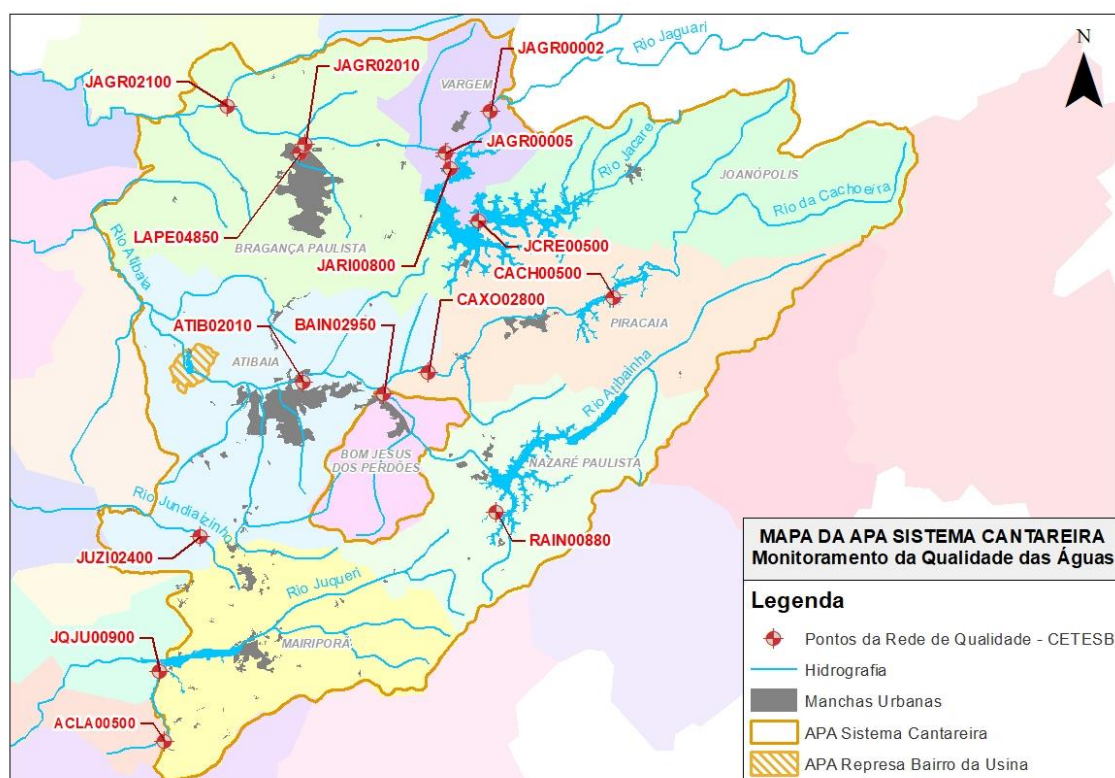 Rio Jaguari
N
JAGR00002
JAGR02010
JAGR02100
VARGEM
JAGR00005
Rio Jacaré
JOANÓPOLIS
Rio da Cachoeira
LAPE04850
BRAGANÇA PAULISTA
JARI00800
JCRE00500
Rio Atibaia
CACH00500
CAXO02800
ATIB02010
BAIN02950
PIRACAIA
ATIBAIA
Rio Atibainha
BOM JESUS
DOS PERDÕES
NAZARÉ PAULISTA
Rio Jundiaizinho
RAIN00880
JUZI02400
Rio Juqueri
MAIRIPORÃ
JQJU00900
ACLA00500
MAPA DA APA SISTEMA CANTAREIRA
Monitoramento da Qualidade das Águas
Legenda
Pontos da Rede de Qualidade - CETESB
Hidrografia
Manchas Urbanas
APA Sistema Cantareira
APA Represa Bairro da Usina